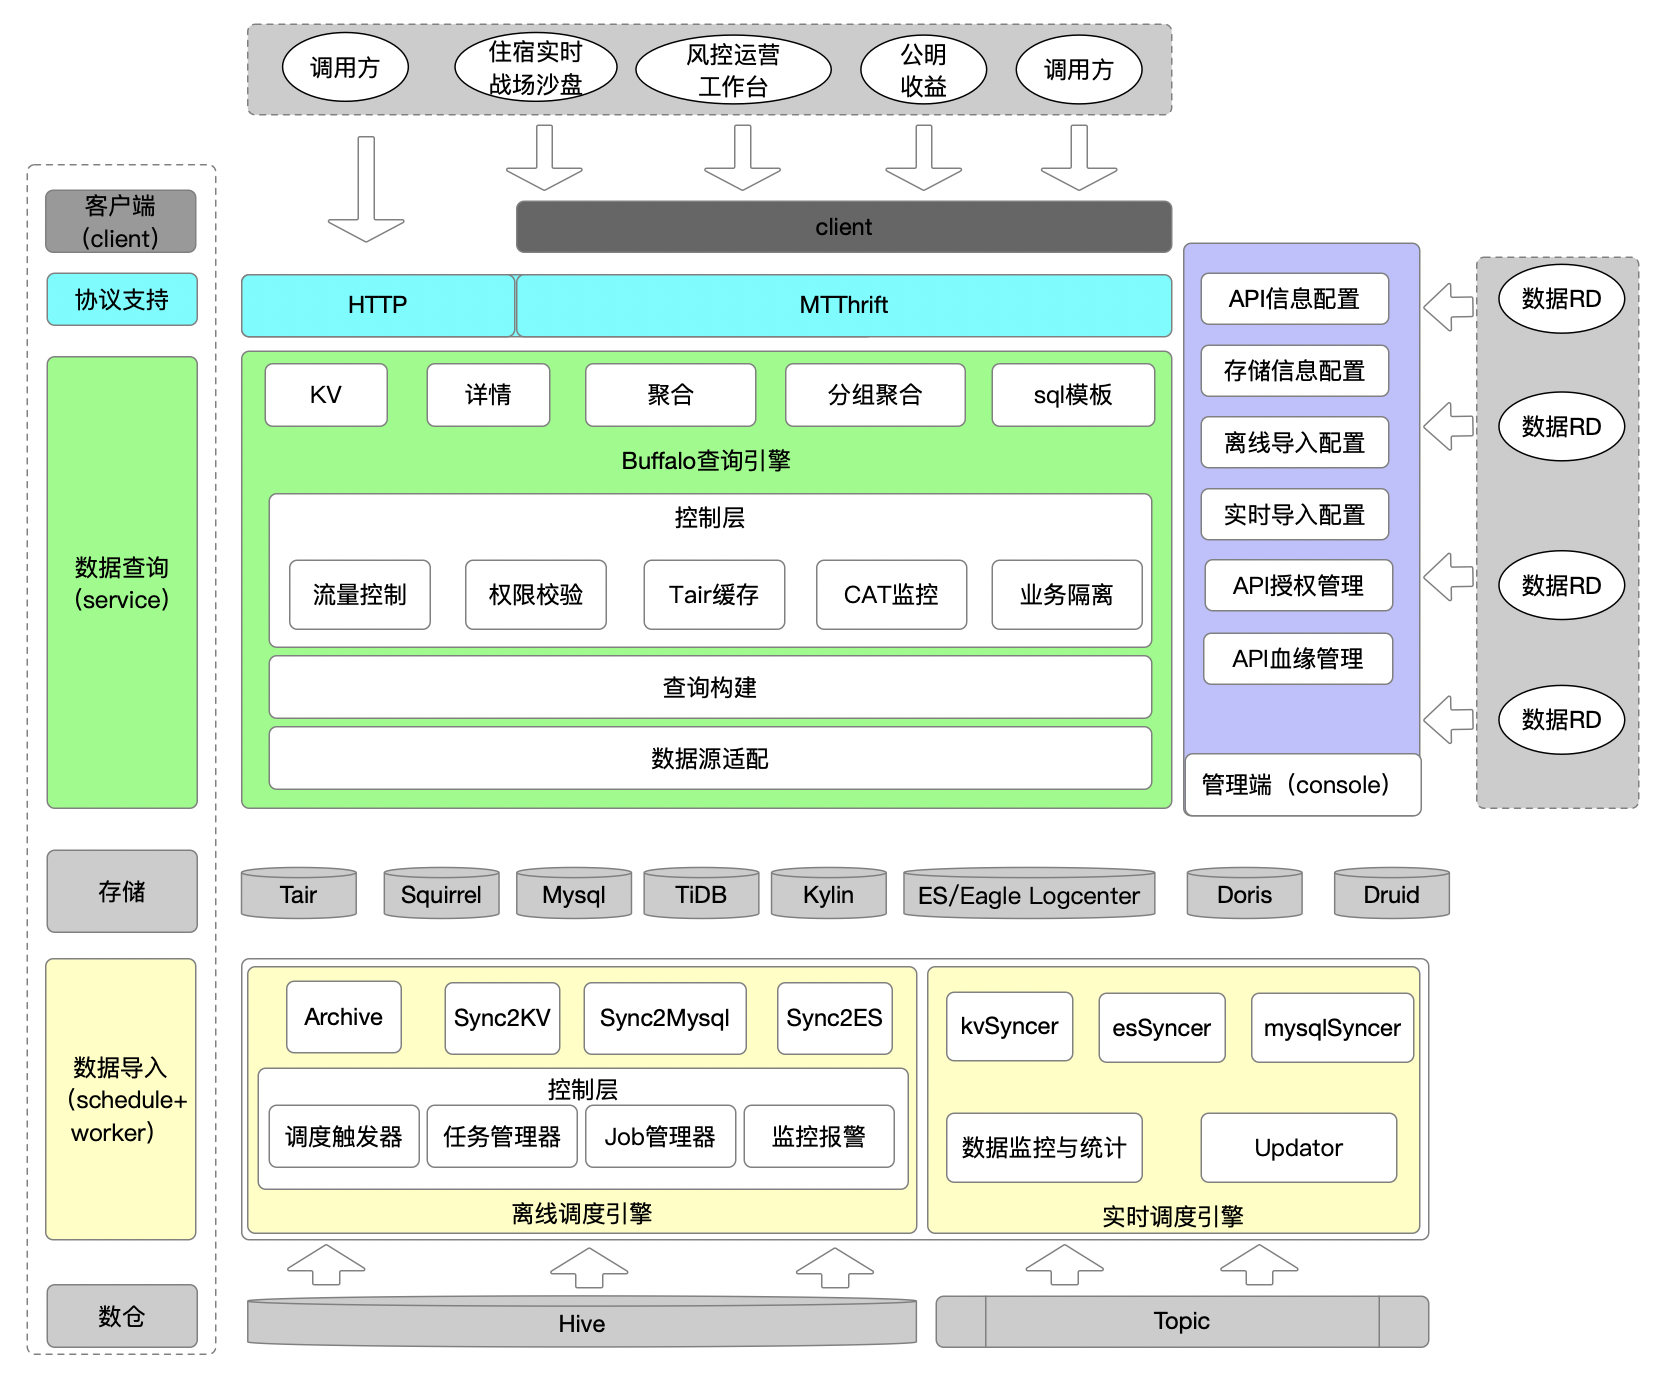 调用方
住宿实时
战场沙盘
风控运营
工作台
公明
收益
调用方
客户端
（client）
client
协议支持
HTTP
MTThrift
数据查询
（service）
KV
详情
聚合
分组聚合
sql模板
Buffalo查询引擎
控制层
流量控制
权限校验
Tair缓存
CAT监控
业务隔离
查询构建
数据源适配
API信息配置
存储信息配置
离线导入配置
实时导入配置
API授权管理
API血缘管理
管理端（console）
数据RD
数据RD
数据RD
数据RD
存储
Tair
Squirrel
Mysql
TiDB
Kylin
ES/Eagle Logcenter
Doris
Druid
数据导入
（schedule+
worker）
Archive
Sync2KV
Sync2Mysql
Sync2ES
控制层
调度触发器
任务管理器
Job管理器
监控报警
离线调度引擎
kvSyncer
esSyncer
mysqlSyncer
数据监控与统计
Updator
实时调度引擎
数仓
Hive
Topic